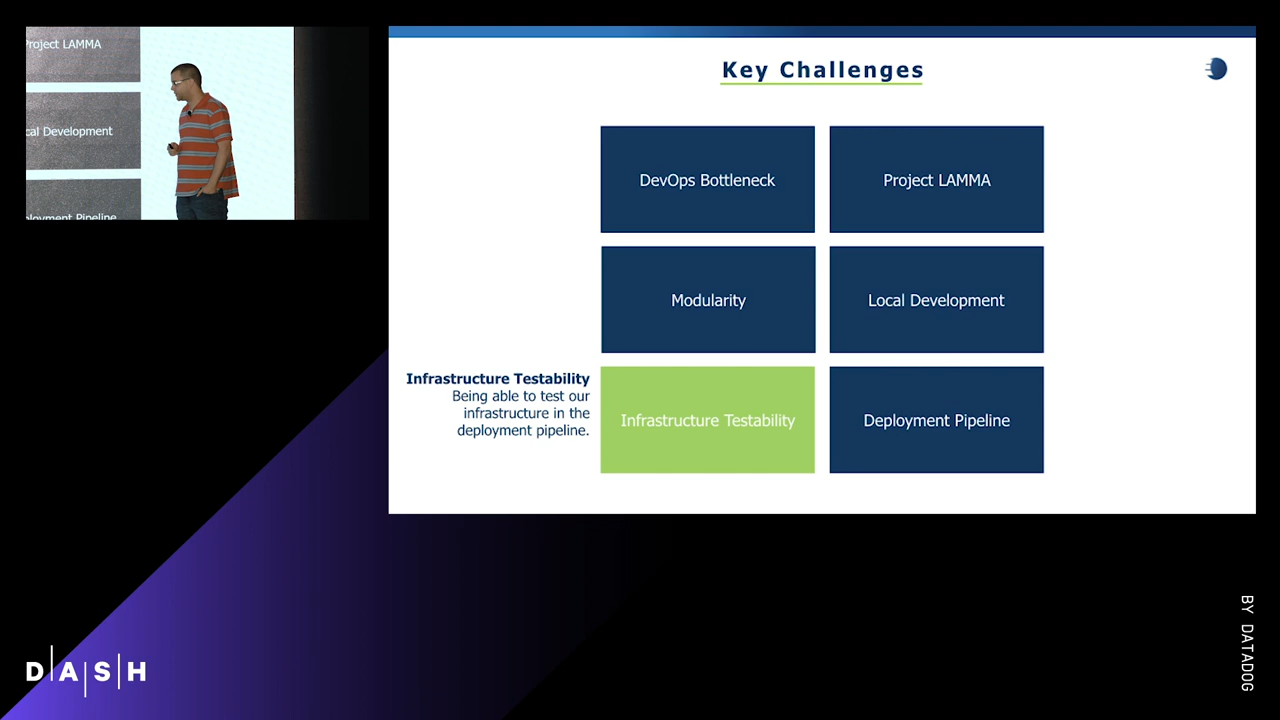 Project LAMMA
cal Development
loyment Pipeline
Key Challenges
DevOps Bottleneck
Project LAMMA
Modularity
Local Development
Infrastructure Testability
Being able to test our
infrastructure in the
deployment pipeline.
Infrastructure Testability
Deployment Pipeline
DASH
BY DATADOG